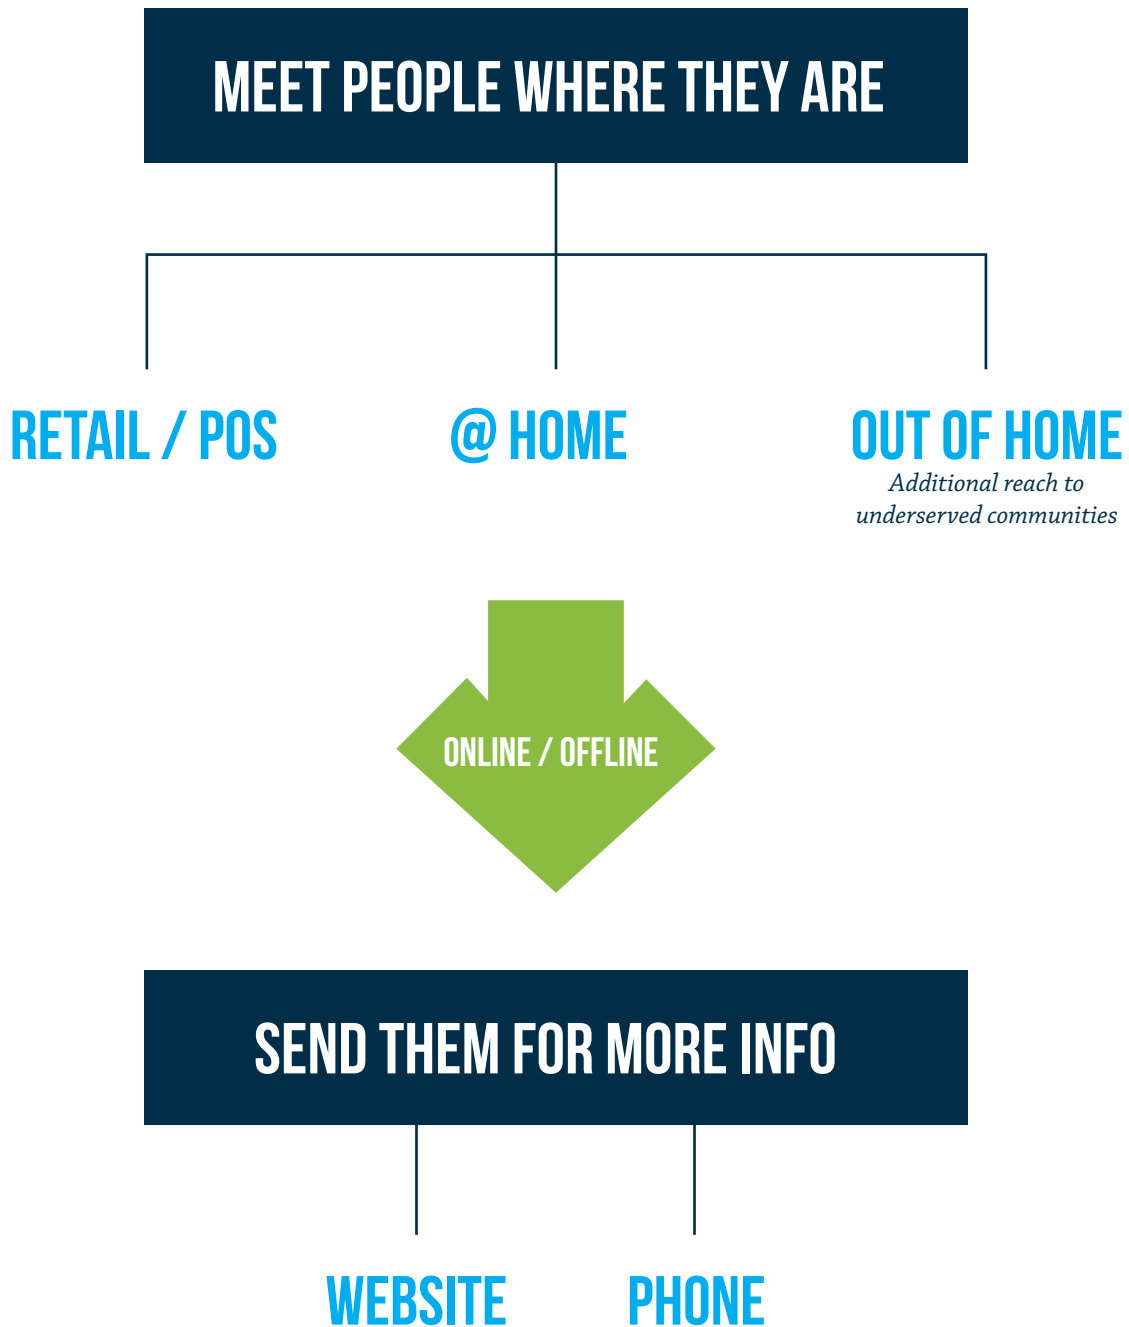 MEET PEOPLE WHERE THEY ARE
RETAIL / POS
@ HOME
OUT OF HOME
Additional reach to
underserved communities
ONLINE / OFFLINE
SEND THEM FOR MORE INFO
WEBSITE
PHONE